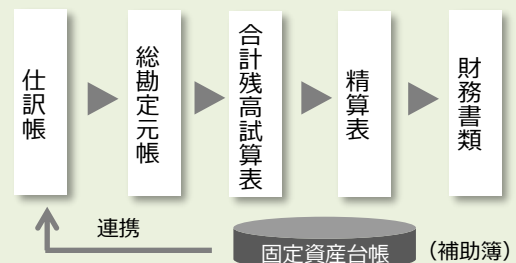 仕訳帳
総勘定元帳
合計残高試算表
精算表
財務書類
連携
固定資産台帳
（補助簿）